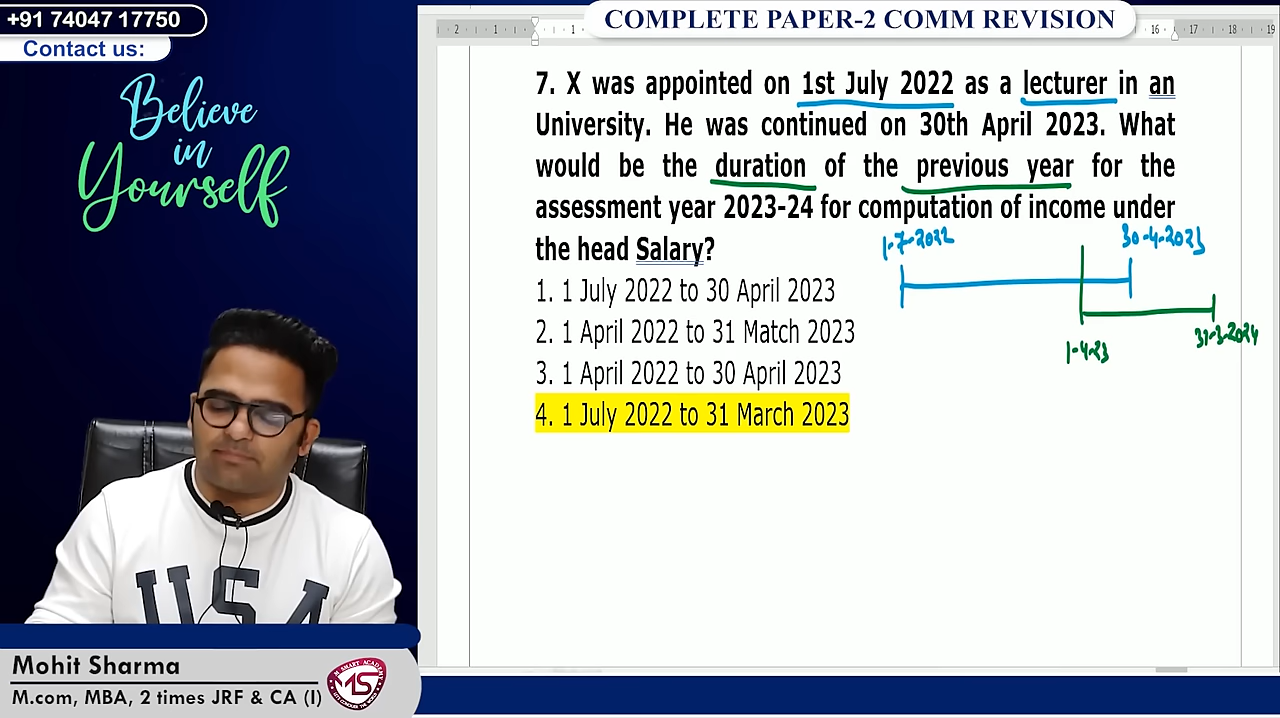 +91 74047 17750
Contact us:
Believe
in
Yourself
COMPLETE PAPER-2 COMM REVISION
7. X was appointed on 1st July 2022 as a lecturer in an
University. He was continued on 30th April 2023. What
would be the duration of the previous year for the
assessment year 2023-24 for computation of income under
the head Salary?
1-7-2022
30-4-2023
1. 1 July 2022 to 30 April 2023
2. 1 April 2022 to 31 Match 2023
3. 1 April 2022 to 30 April 2023
4. 1 July 2022 to 31 March 2023
1-4-23
31-3-2024
USA
Mohit Sharma
M.com, MBA, 2 times JRF & CA (I)
MS